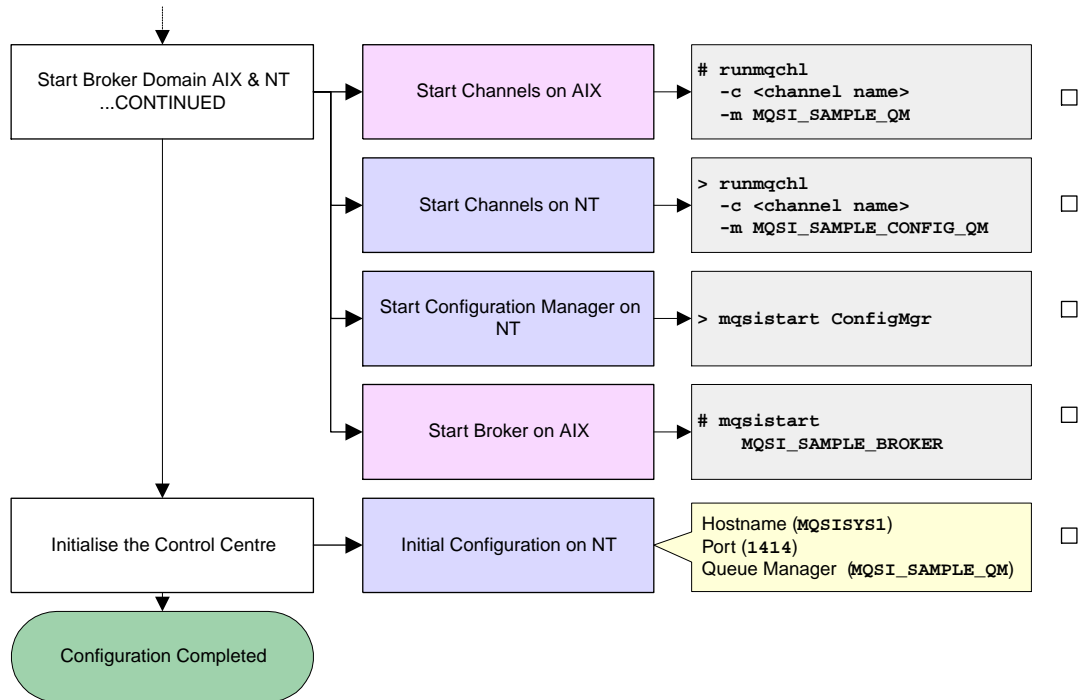 Start Broker Domain AIX & NT
...CONTINUED
Start Channels on AIX
# runmqchl
-c <channel name>
-m MQSI_SAMPLE_QM
Start Channels on NT
> runmqchl
-c <channel name>
-m MQSI_SAMPLE_CONFIG_QM
Start Configuration Manager on
NT
> mqsistart ConfigMgr
Start Broker on AIX
# mqsistart
MQSI_SAMPLE_BROKER
Initialise the Control Centre
Initial Configuration on NT
Hostname (MQSISYS1)
Port (1414)
Queue Manager (MQSI_SAMPLE_QM)
Configuration Completed